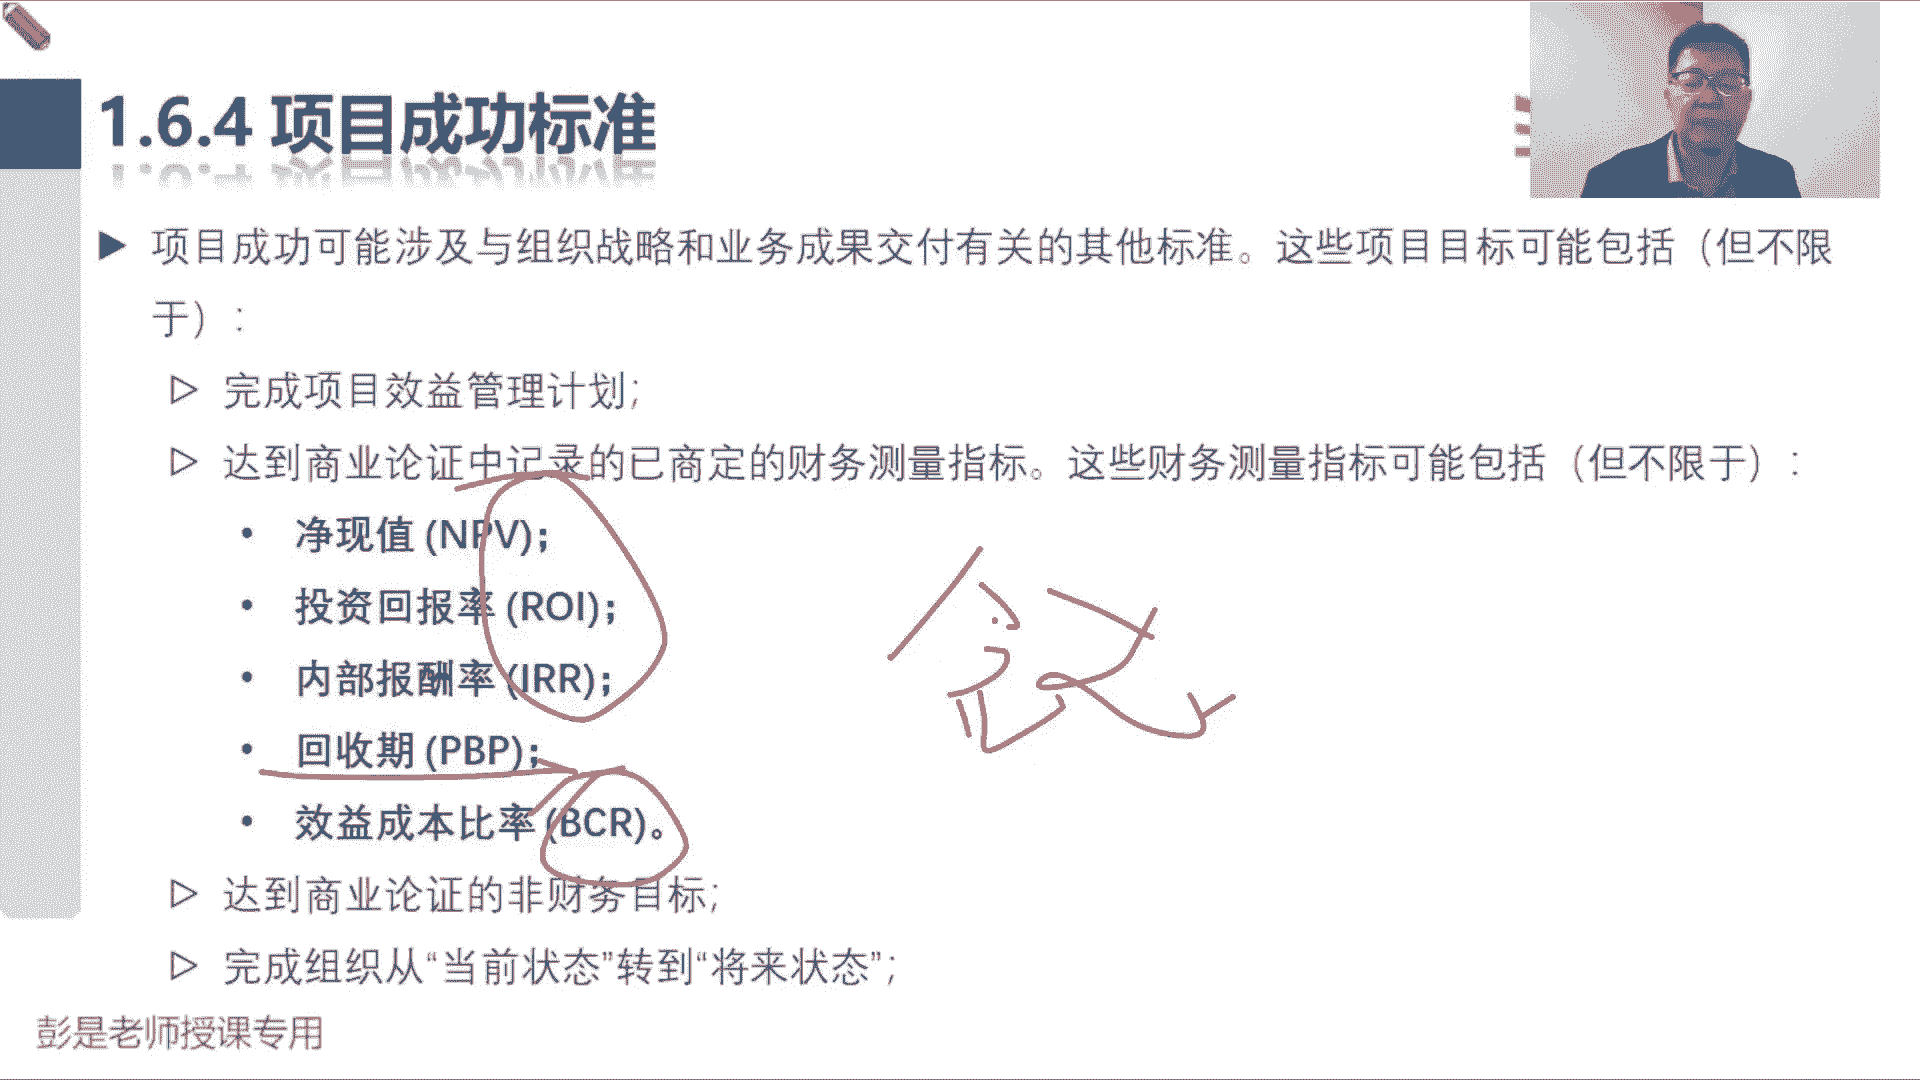 1.6.4 项目成功标准
项目成功可能涉及与组织战略和业务成果交付有关的其他标准。这些项目目标可能包括（但不限
于）：
完成项目效益管理计划；
达到商业论证中记录的已商定的财务测量指标。这些财务测量指标可能包括（但不限于）：
• 净现值 (NPV)；
• 投资回报率 (ROI)；
• 内部报酬率 (IRR)；
• 回收期 (PBP)；
• 效益成本比率 (BCR)。
达到商业论证的非财务目标；
完成组织从“当前状态”转到“将来状态”；
彭是老师授课专用